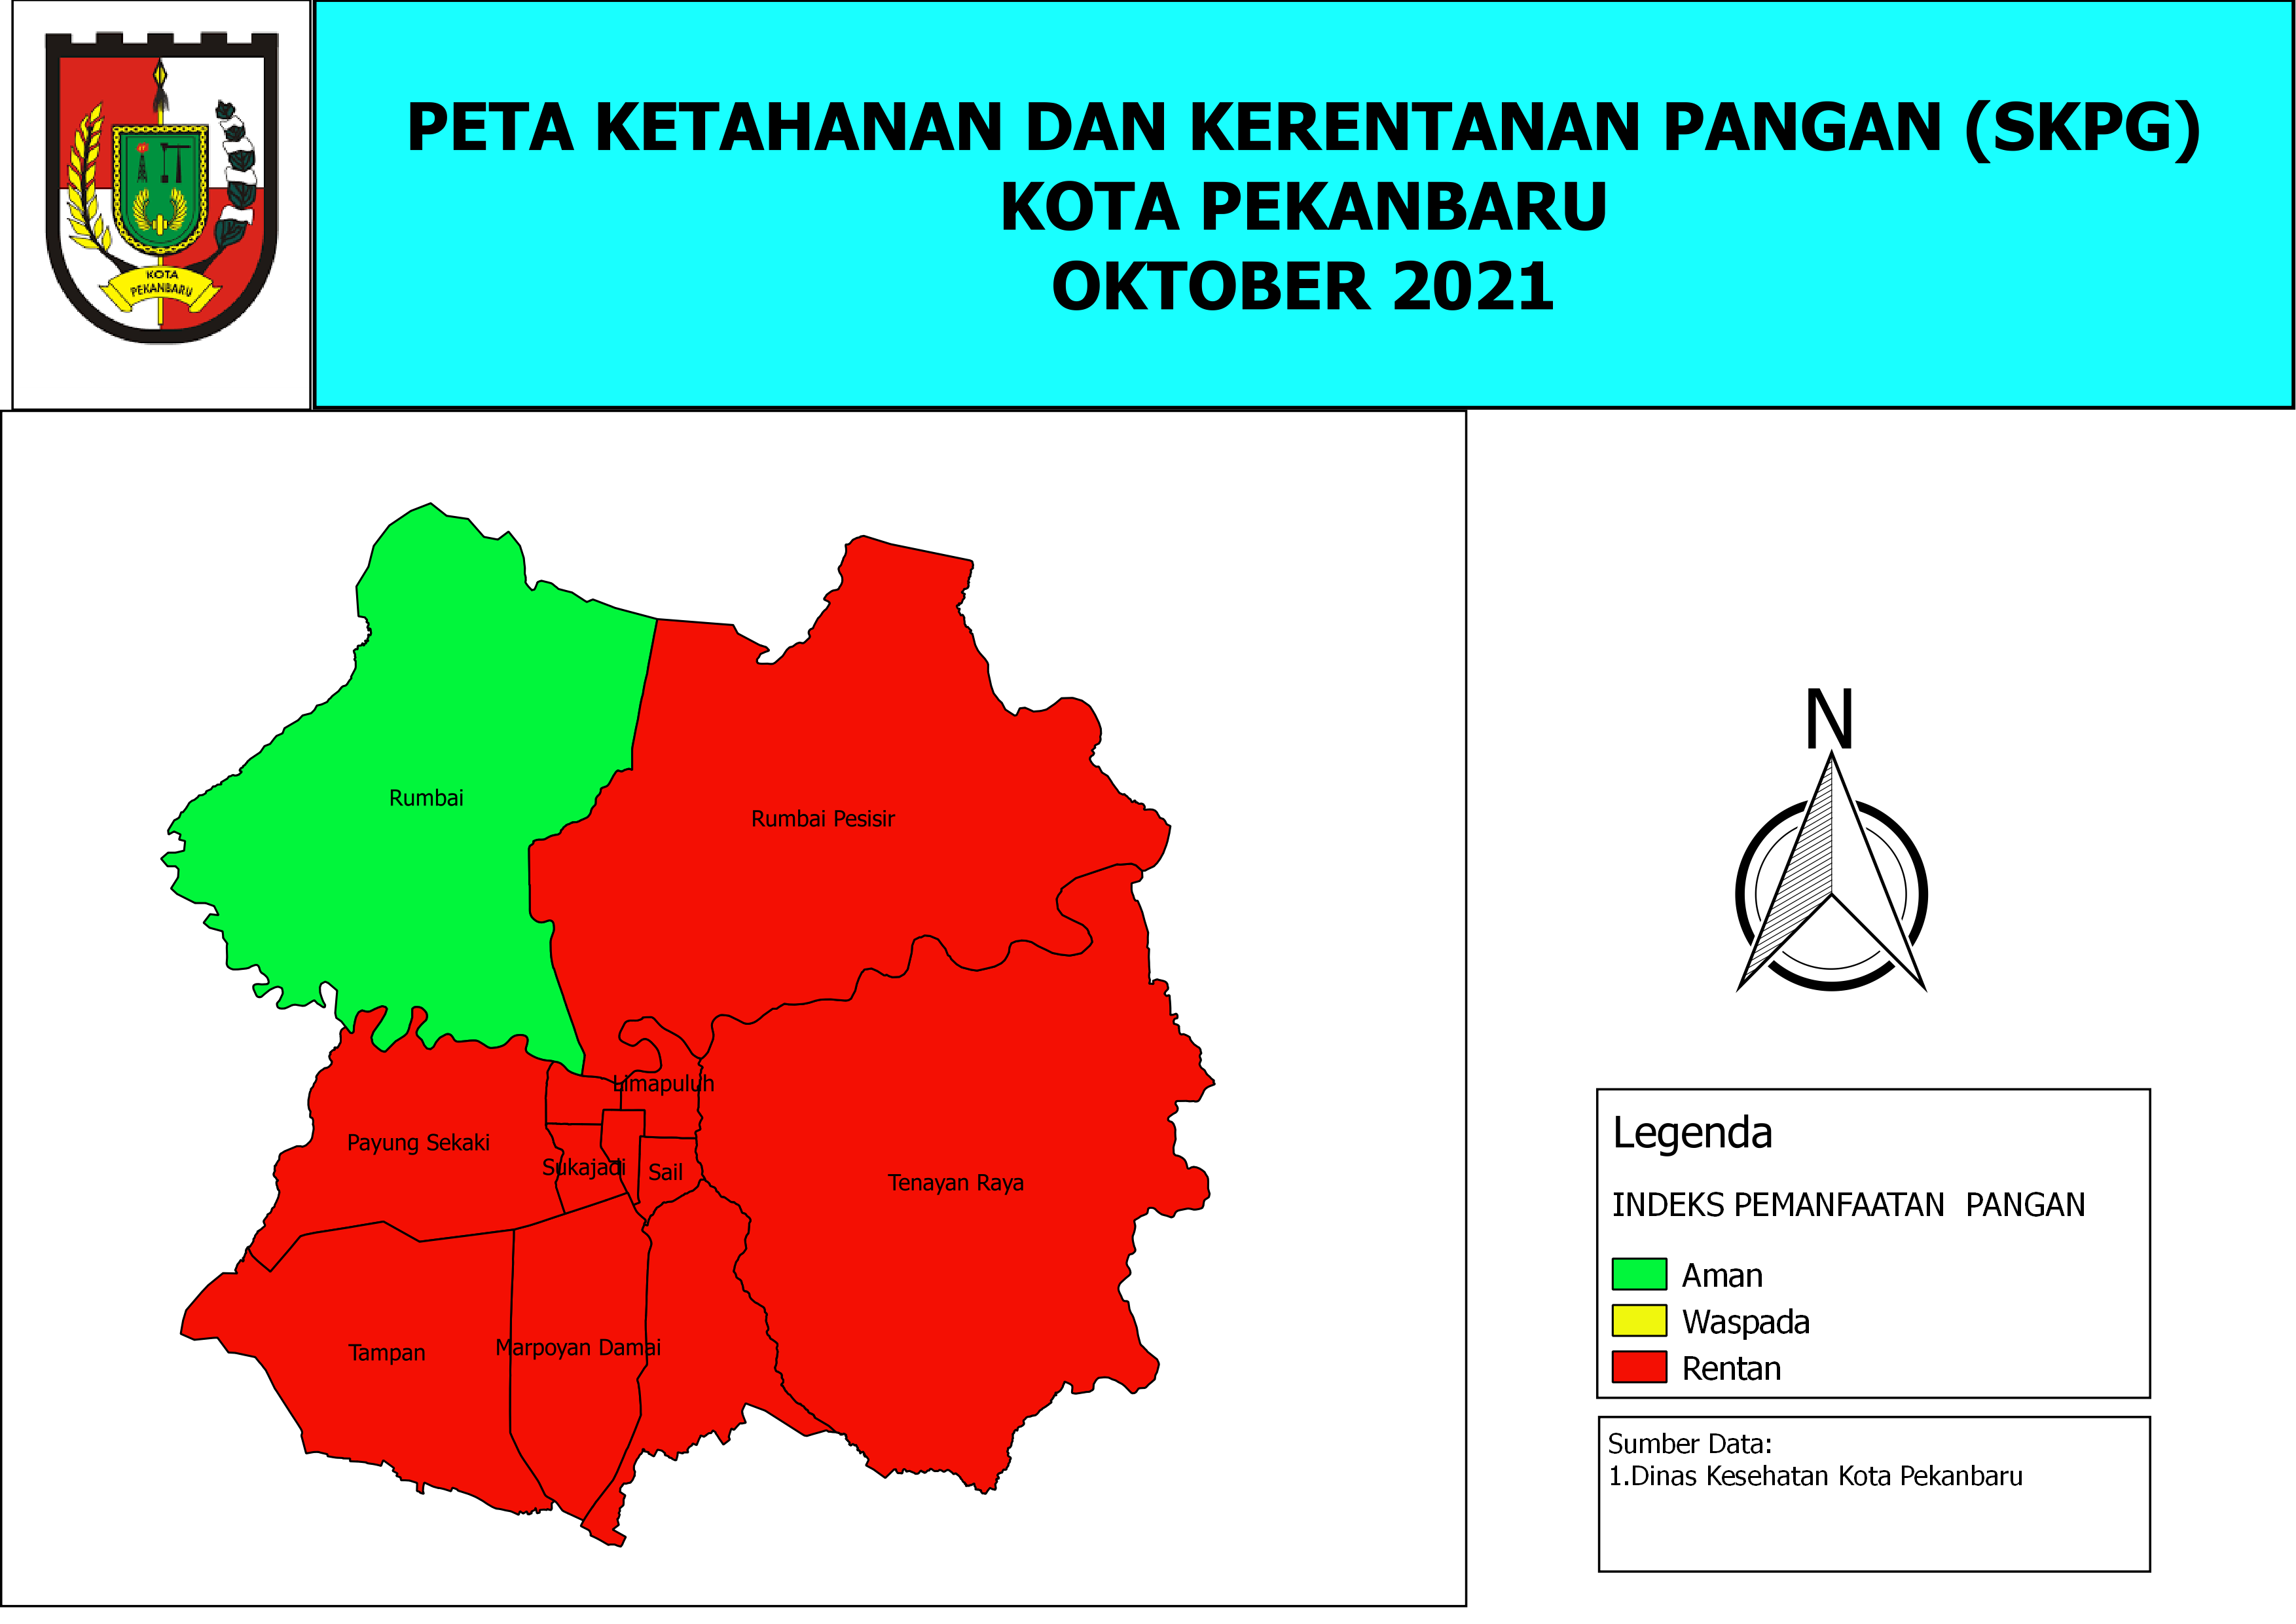 PETA KETAHANAN DAN KERENTANAN PANGAN (SKPG)
KOTA PEKANBARU
OKTOBER 2021
KOTA
PEKANBARU
N
Rumbai
Rumbai Pesisir
Limapuluh
Payung Sekaki
Sukajadi
Sail
Tenayan Raya
Tampan
Marpoyan Damai
Legenda
INDEKS PEMANFAATAN PANGAN
Aman
Waspada
Rentan
Sumber Data:
1.Dinas Kesehatan Kota Pekanbaru